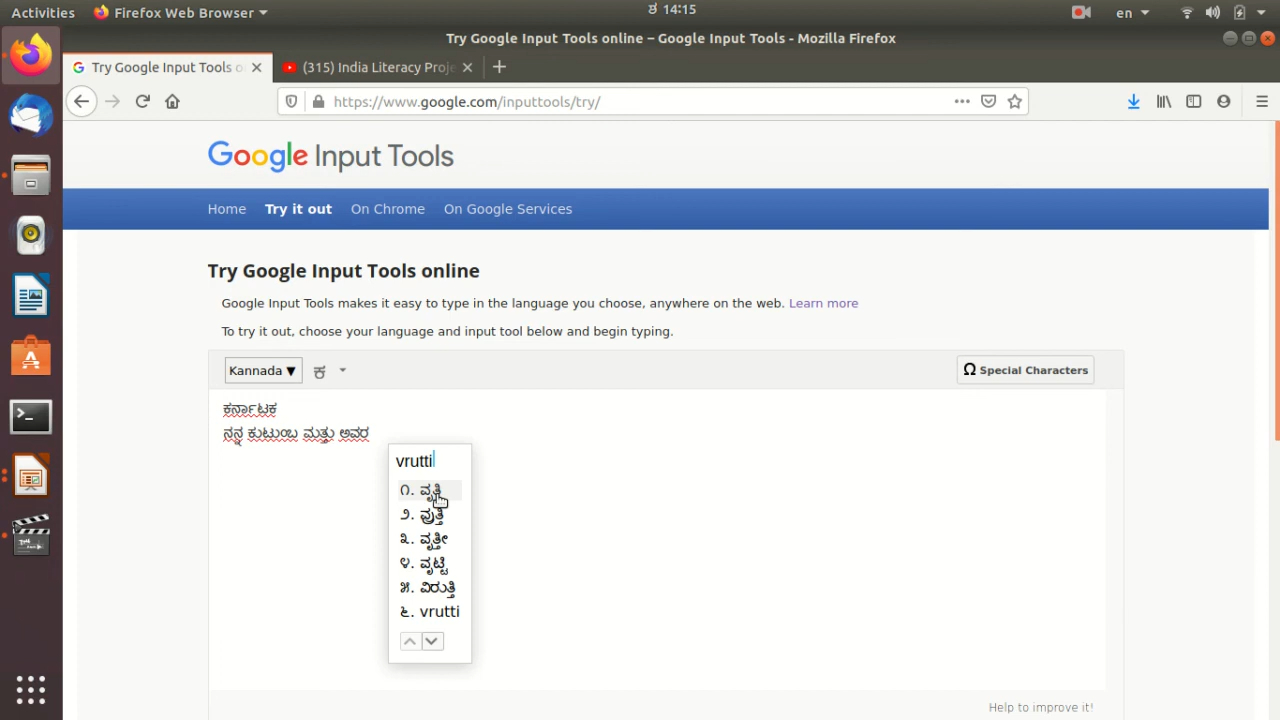 Activities
Firefox Web Browser
ಶ 14:15
en
Try Google Input Tools online – Google Input Tools - Mozilla Firefox
Try Google Input Tools o
(315) India Literacy Proje
https://www.google.com/inputtools/try/
Google Input Tools
Home Try it out On Chrome On Google Services
Try Google Input Tools online
Google Input Tools makes it easy to type in the language you choose, anywhere on the web. Learn more
To try it out, choose your language and input tool below and begin typing.
Kannada ▼ ಕ
Ω Special Characters
ಕರ್ನಾಟಕ
ನನ್ನ ಕುಟುಂಬ ಮತ್ತು ಅವರ
vrutti
೧. ವೃತ್ತಿ
೨. ವ್ರುತ್ತಿ
೩. ವೃತ್ತೀ
೪. ವೃಟ್ಟಿ
೫. ವಿರುತ್ತಿ
೬. vrutti
Help to improve it!